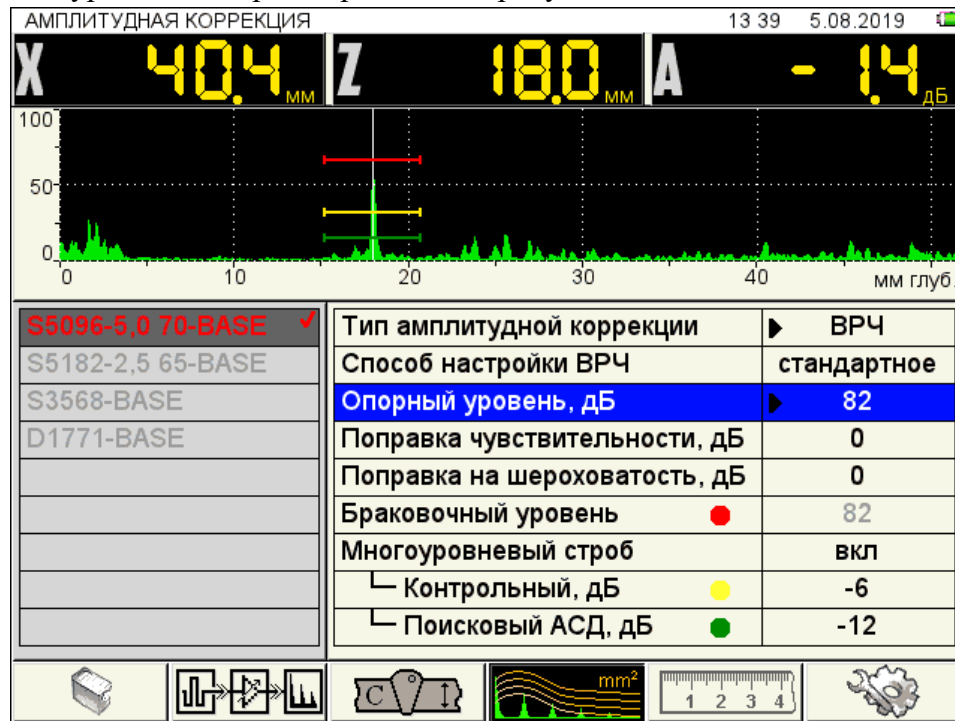 АМПЛИТУДНАЯ КОРРЕКЦИЯ 13 39 5.08.2019
X 40.4 мм Z 18.0 мм A - 1.4 дБ
100
50
0
0 10 20 30 40 мм глуб.
S5096-5,0 70-BASE
S5182-2,5 65-BASE
S3568-BASE
D1771-BASE
Тип амплитудной коррекции ВРЧ
Способ настройки ВРЧ стандартное
Опорный уровень, дБ 82
Поправка чувствительности, дБ 0
Поправка на шероховатость, дБ 0
Браковочный уровень 82
Многоуровневый строб вкл
Контрольный, дБ -6
Поисковый АСД, дБ -12
C mm² 1 2 3 4